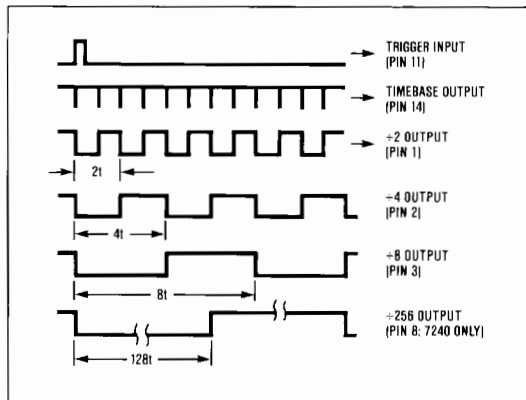 TRIGGER INPUT
(PIN 11)
TIMEBASE OUTPUT
(PIN 14)
÷2 OUTPUT
(PIN 1)
2t
÷4 OUTPUT
(PIN 2)
4t
÷8 OUTPUT
(PIN 3)
8t
÷256 OUTPUT
(PIN 8: 7240 ONLY)
128t